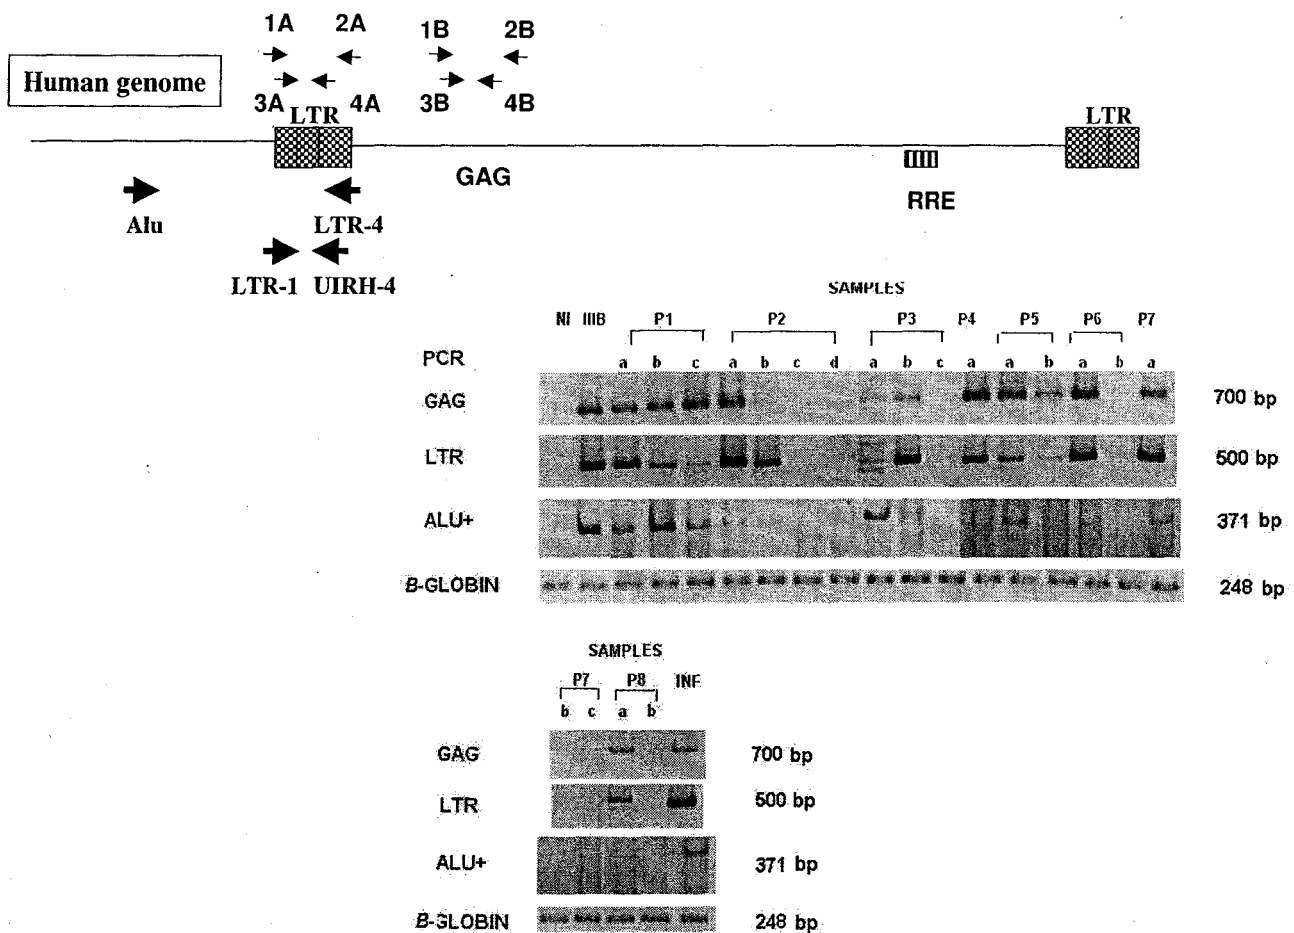 1A 2A 1B 2B
Human genome
3A 4A 3B 4B
LTR LTR
GAG
RRE
Alu LTR-4
LTR-1 UIRH-4
SAMPLES
NI IIIB P1 P2 P3 P4 P5 P6 P7
PCR a b c a b c d a b c a a b a b a
GAG 700 bp
LTR 500 bp
ALU+ 371 bp
B-GLOBIN 248 bp
SAMPLES
P7 P8 INF
b c a b
GAG 700 bp
LTR 500 bp
ALU+ 371 bp
B-GLOBIN 248 bp